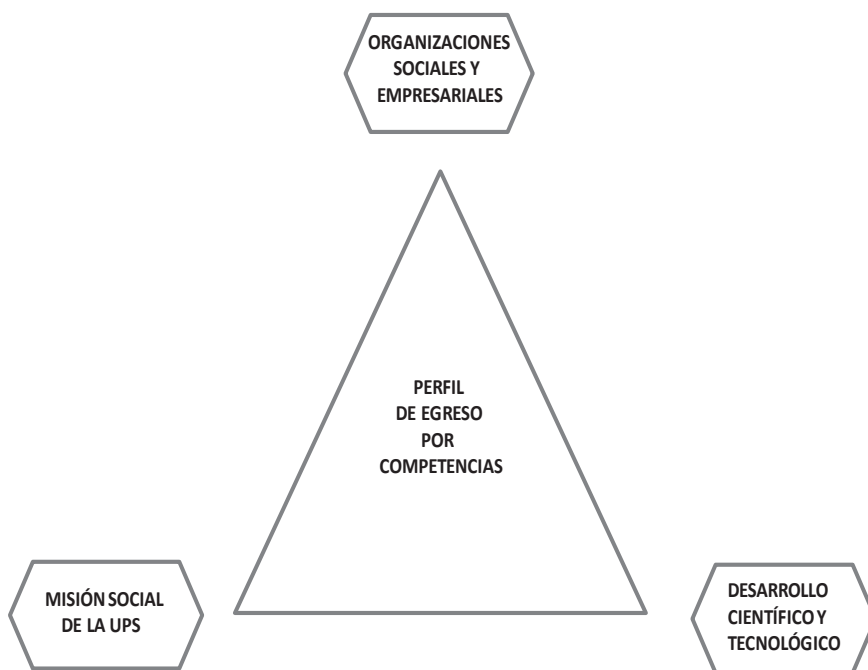 ORGANIZACIONES
SOCIALES Y
EMPRESARIALES
PERFIL
DE EGRESO
POR
COMPETENCIAS
MISIÓN SOCIAL
DE LA UPS
DESARROLLO
CIENTÍFICO Y
TECNOLÓGICO